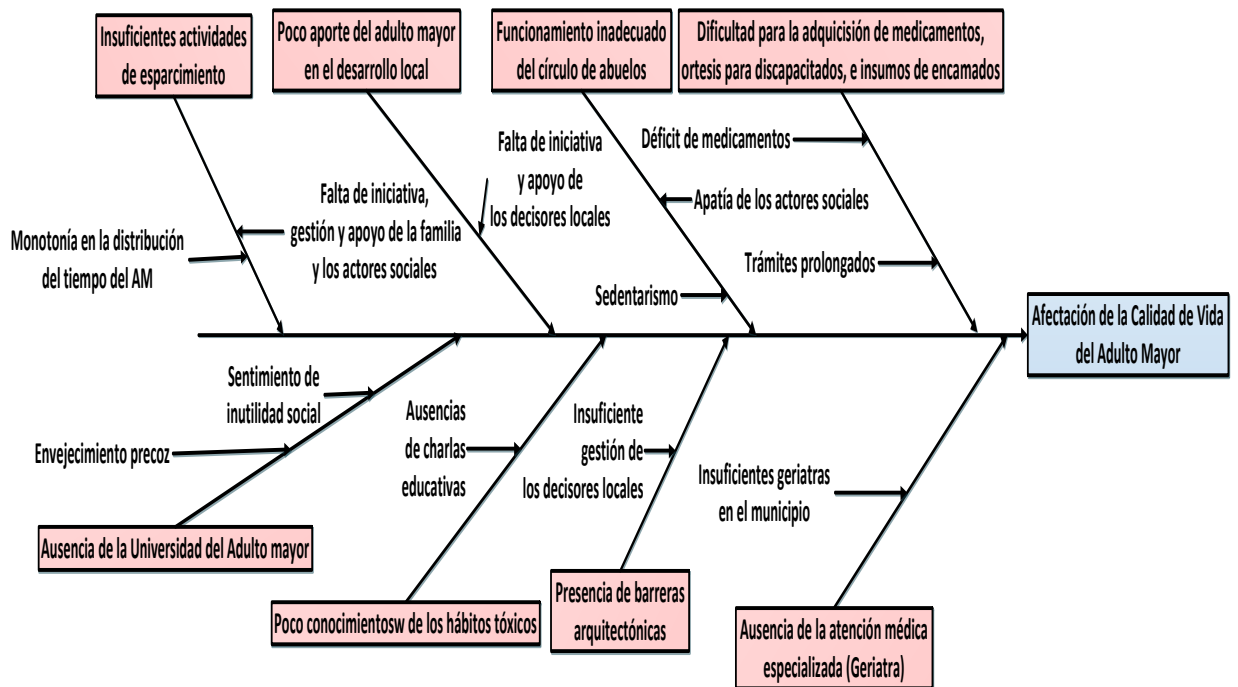 Insuficientes actividades
de esparcimiento
Poco aporte del adulto mayor
en el desarrollo local
Funcionamiento inadecuado
del círculo de abuelos
Dificultad para la adquicisión de medicamentos,
ortesis para discapacitados, e insumos de encamados
Monotonía en la distribución
del tiempo del AM
Falta de iniciativa,
gestión y apoyo de la familia
y los actores sociales
Falta de iniciativa
y apoyo de
los decisores locales
Déficit de medicamentos
Apatía de los actores sociales
Trámites prolongados
Sedentarismo
Afectación de la Calidad de Vida
del Adulto Mayor
Sentimiento de
inutilidad social
Envejecimiento precoz
Ausencias
de charlas
educativas
Insuficiente
gestión de
los decisores locales
Insuficientes geriatras
en el municipio
Ausencia de la Universidad del Adulto mayor
Poco conocimientosw de los hábitos tóxicos
Presencia de barreras
arquitectónicas
Ausencia de la atención médica
especializada (Geriatra)